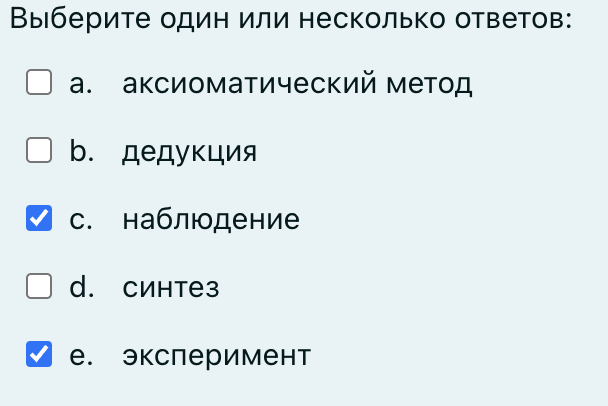 Выберите один или несколько ответов:
a. аксиоматический метод
b. дедукция
c. наблюдение
d. синтез
e. эксперимент